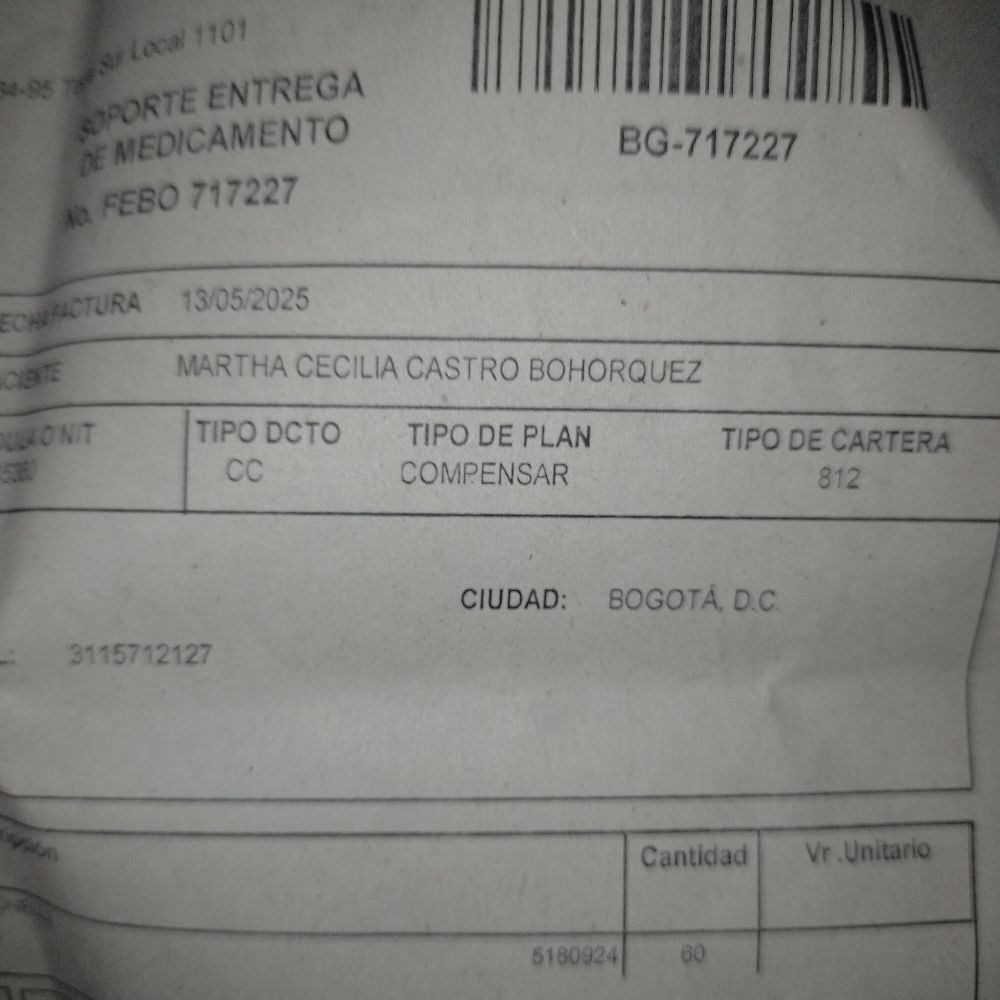 Local 1101
SOPORTE ENTREGA
DE MEDICAMENTO
No. FEBO 717227
BG-717227
FACTURA 13/05/2025
MARTHA CECILIA CASTRO BOHORQUEZ
NIT TIPO DCTO TIPO DE PLAN TIPO DE CARTERA
CC COMPENSAR 812
CIUDAD: BOGOTÁ, D.C.
3115712127
Cantidad Vr .Unitario
5180924 60